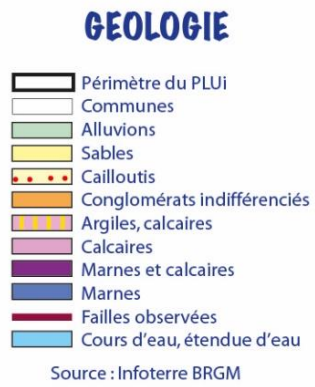 GEOLOGIE
Périmètre du PLUi
Communes
Alluvions
Sables
Cailloutis
Conglomérats indifférenciés
Argiles, calcaires
Calcaires
Marnes et calcaires
Marnes
Failles observées
Cours d'eau, étendue d'eau
Source : Infoterre BRGM